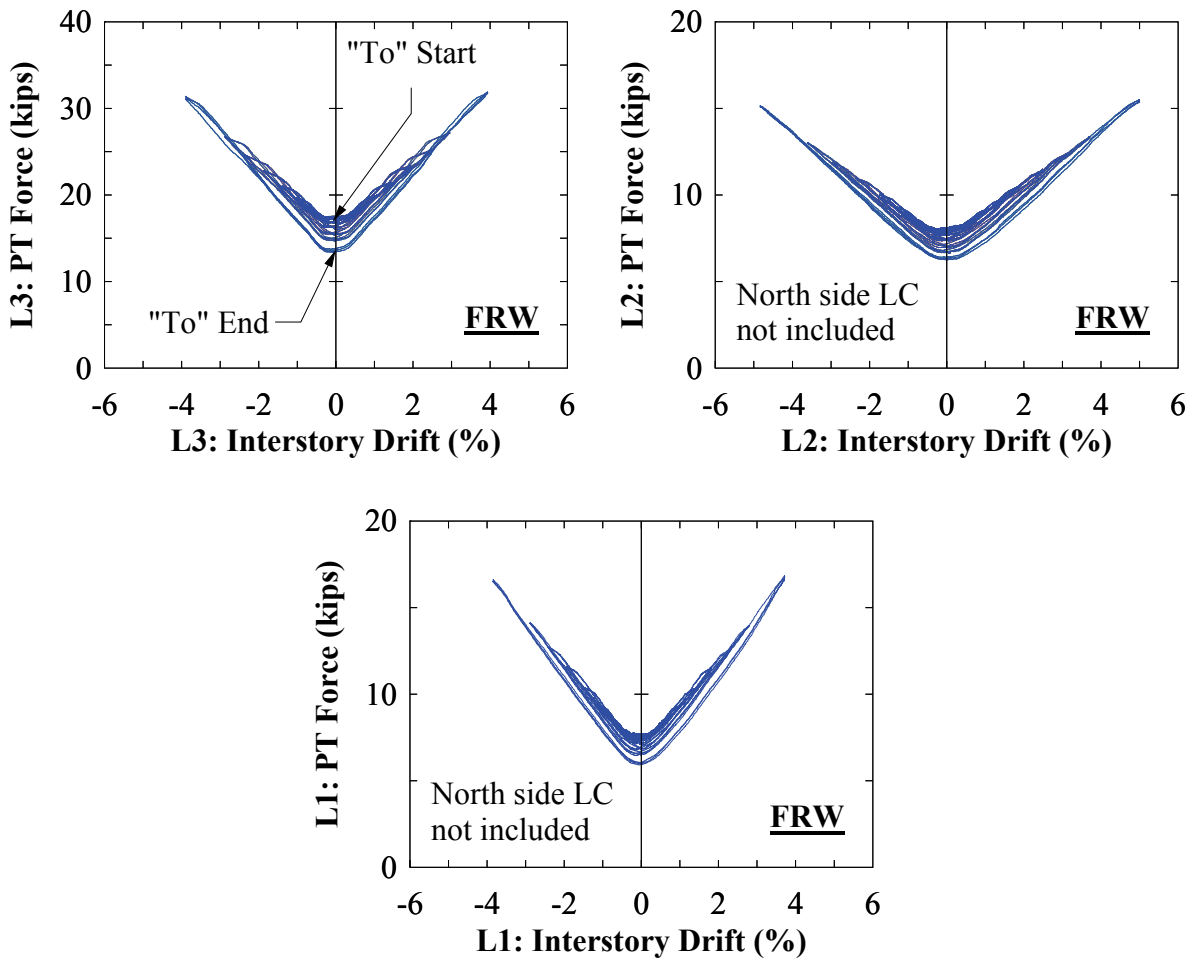 40
30
20
10
0
L3: PT Force (kips)
"To" Start
"To" End
FRW
-6 -4 -2 0 2 4 6
L3: Interstory Drift (%)
20
10
0
L2: PT Force (kips)
North side LC
not included
FRW
-6 -4 -2 0 2 4 6
L2: Interstory Drift (%)
20
10
0
L1: PT Force (kips)
North side LC
not included
FRW
-6 -4 -2 0 2 4 6
L1: Interstory Drift (%)